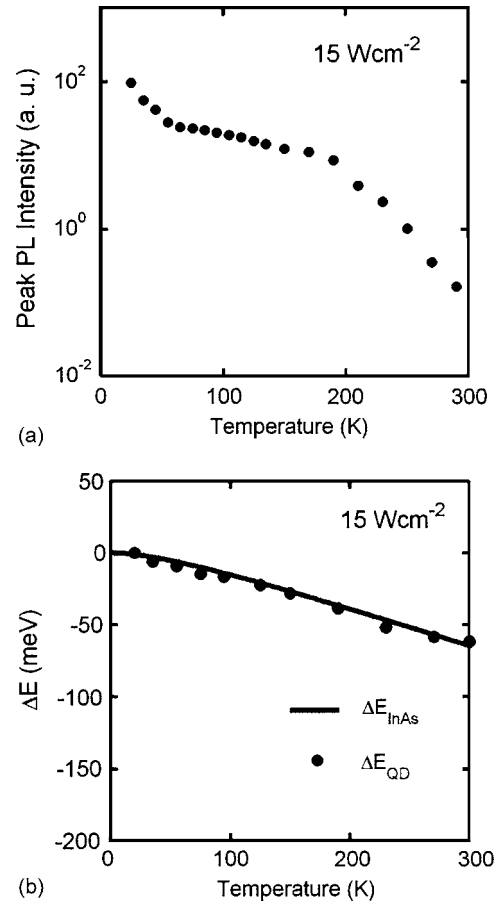 15 Wcm⁻²
Peak PL Intensity (a. u.)
10²
10⁰
10⁻²
0 100 200 300
Temperature (K)
(a)
15 Wcm⁻²
ΔE (meV)
50
0
-50
-100
-150
-200
ΔE_InAs
ΔE_QD
0 100 200 300
Temperature (K)
(b)